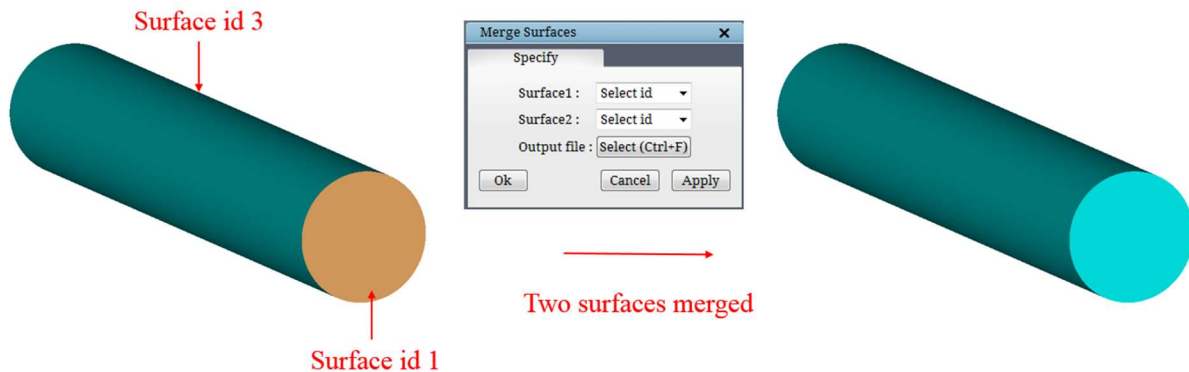 Surface id 3
Merge Surfaces
Specify
Surface1 : Select id
Surface2 : Select id
Output file : Select (Ctrl+F)
Ok Cancel Apply
Two surfaces merged
Surface id 1